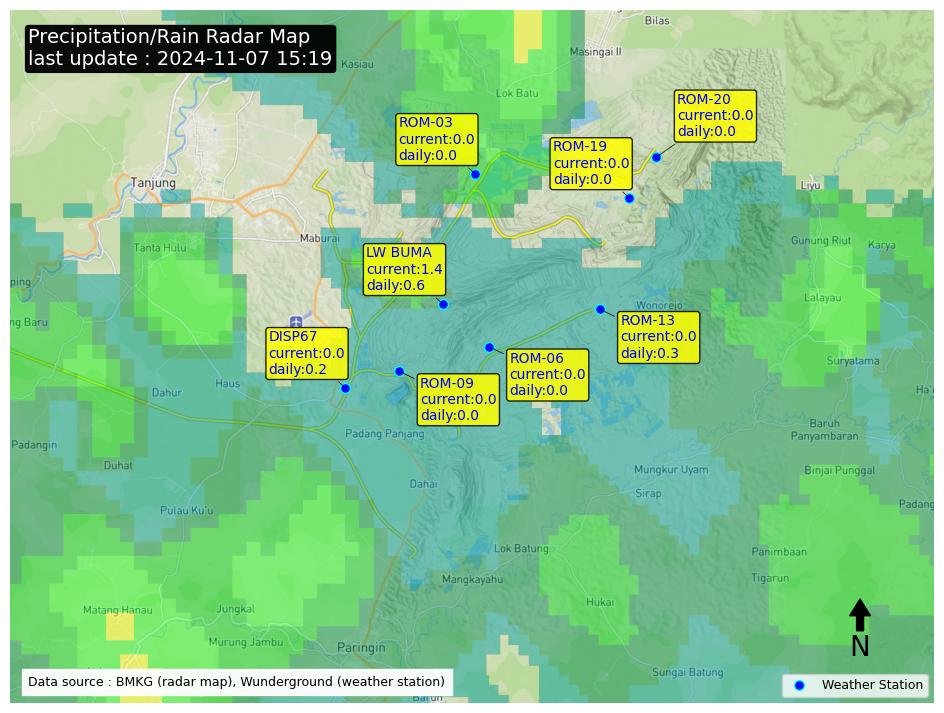 Precipitation/Rain Radar Map
last update : 2024-11-07 15:19
Bilas
Masingai II
Kasiau
Lok Batu
ROM-20
current:0.0
daily:0.0
ROM-03
current:0.0
daily:0.0
ROM-19
current:0.0
daily:0.0
Tanjung
Liyu
Maburai
Tanta Hulu
Gunung Riut
Karya
LW BUMA
current:1.4
daily:0.6
ping
Lalayau
Wonorejo
ng Baru
ROM-13
current:0.0
daily:0.3
DISP67
current:0.0
daily:0.2
ROM-06
current:0.0
daily:0.0
Suryatama
Haus
Dahur
ROM-09
current:0.0
daily:0.0
Ha'
Baruh
Panyambaran
Padang Panjang
Padangin
Duhat
Mungkur Uyam
Binjai Punggal
Dahai
Sirap
Pulau Ku'u
Padang
Lok Batung
Panimbaan
Mangkayahu
Tigarun
Hukai
Matang Hanau
Jungkal
Murung Jambu
Paringin
N
Sungai Batung
Data source : BMKG (radar map), Wunderground (weather station)
Weather Station
Barun